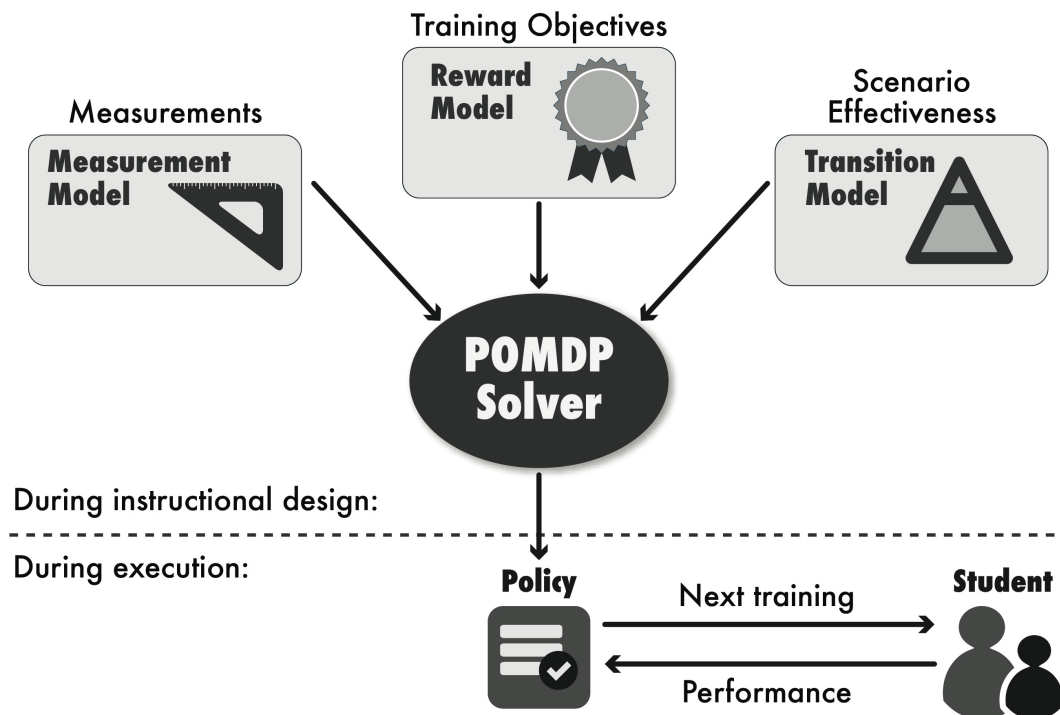 Training Objectives
Reward
Model
Measurements
Measurement
Model
Scenario
Effectiveness
Transition
Model
POMDP
Solver
During instructional design:
During execution:
Policy
Next training
Student
Performance